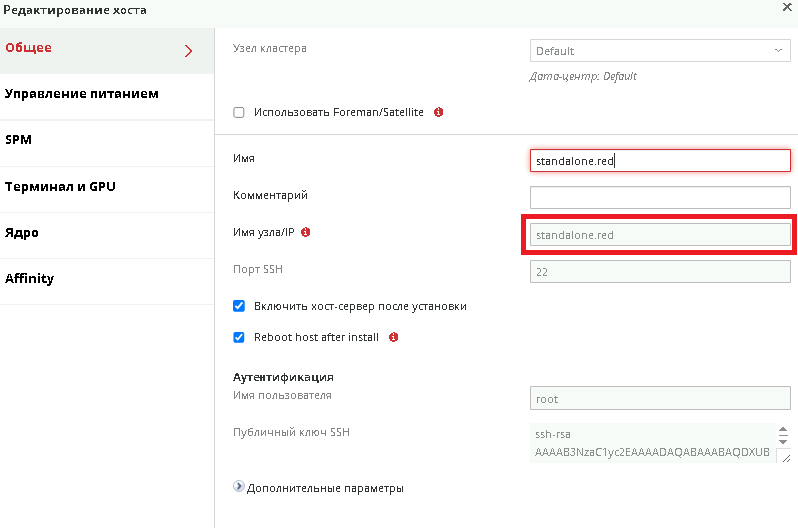 Редактирование хоста
Общее
Управление питанием
SPM
Терминал и GPU
Ядро
Affinity
Узел кластера
Default
Дата-центр: Default
Использовать Foreman/Satellite
Имя
standalone.red
Комментарий
Имя узла/IP
standalone.red
Порт SSH
22
Включить хост-сервер после установки
Reboot host after install
Аутентификация
Имя пользователя
root
Публичный ключ SSH
ssh-rsa
AAAAB3NzaC1yc2EAAAADAQABAAABAQDXUB
Дополнительные параметры